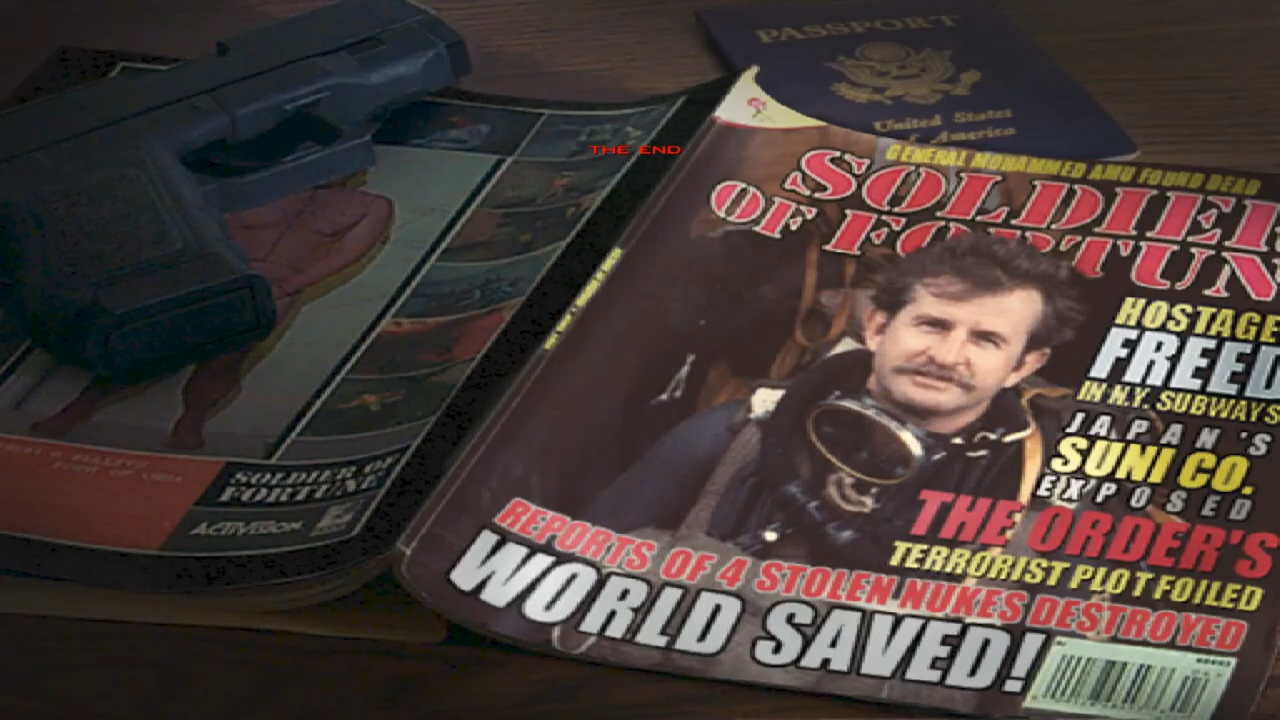 PASSPORT
United States
of America
THE END
GENERAL MOHAMMED AMU FOUND DEAD
SOLDIER
OF FORTUN
HOSTAGE
FREED
IN N.Y. SUBWAYS
JAPAN'S
SUNI CO.
EXPOSED
THE ORDER'S
TERRORIST PLOT FOILED
REPORTS OF 4 STOLEN NUKES DESTROYED
WORLD SAVED!
SOLDIER OF
FORTUNE
ACTIVISION